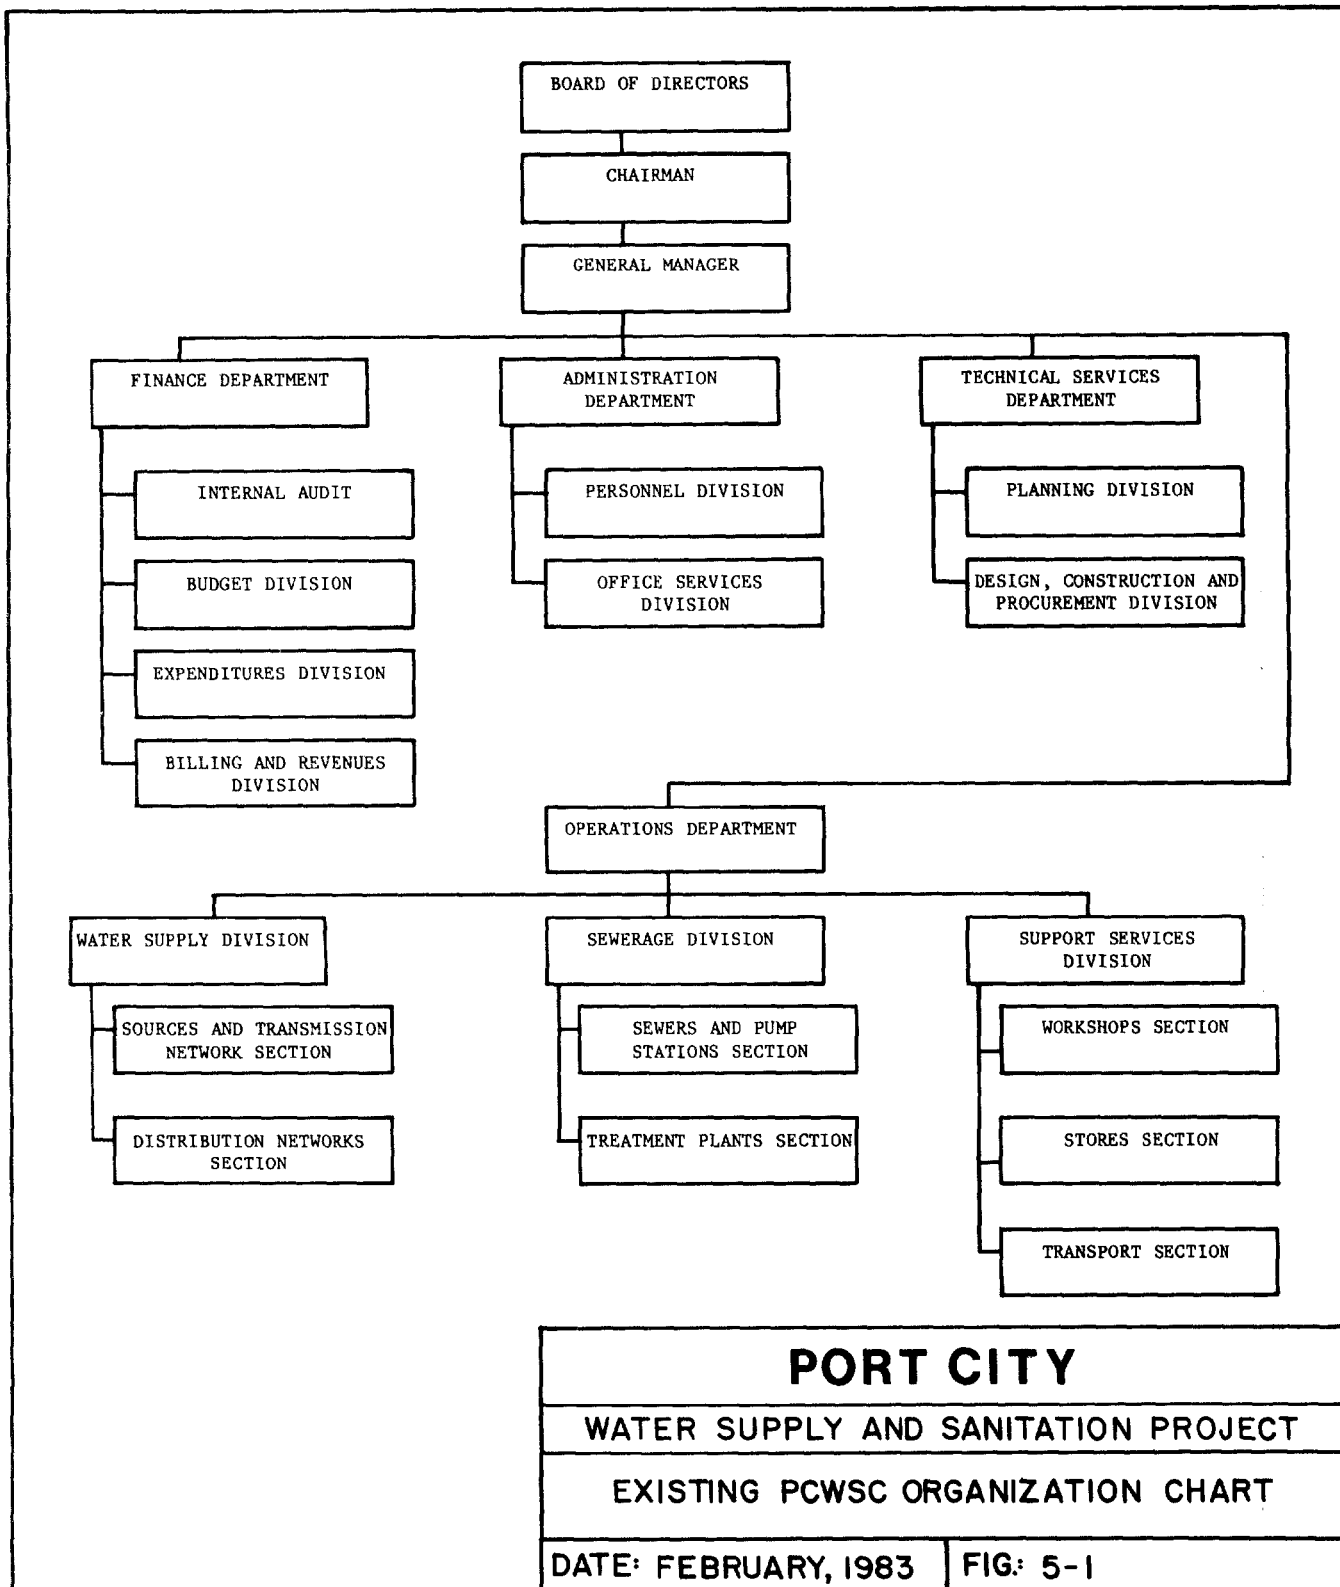 BOARD OF DIRECTORS
CHAIRMAN
GENERAL MANAGER
FINANCE DEPARTMENT
ADMINISTRATION
DEPARTMENT
TECHNICAL SERVICES
DEPARTMENT
INTERNAL AUDIT
BUDGET DIVISION
EXPENDITURES DIVISION
BILLING AND REVENUES
DIVISION
PERSONNEL DIVISION
OFFICE SERVICES
DIVISION
PLANNING DIVISION
DESIGN, CONSTRUCTION AND
PROCUREMENT DIVISION
OPERATIONS DEPARTMENT
WATER SUPPLY DIVISION
SOURCES AND TRANSMISSION
NETWORK SECTION
DISTRIBUTION NETWORKS
SECTION
SEWERAGE DIVISION
SEWERS AND PUMP
STATIONS SECTION
TREATMENT PLANTS SECTION
SUPPORT SERVICES
DIVISION
WORKSHOPS SECTION
STORES SECTION
TRANSPORT SECTION
PORT CITY
WATER SUPPLY AND SANITATION PROJECT
EXISTING PCWSC ORGANIZATION CHART
DATE: FEBRUARY, 1983
FIG.: 5-1